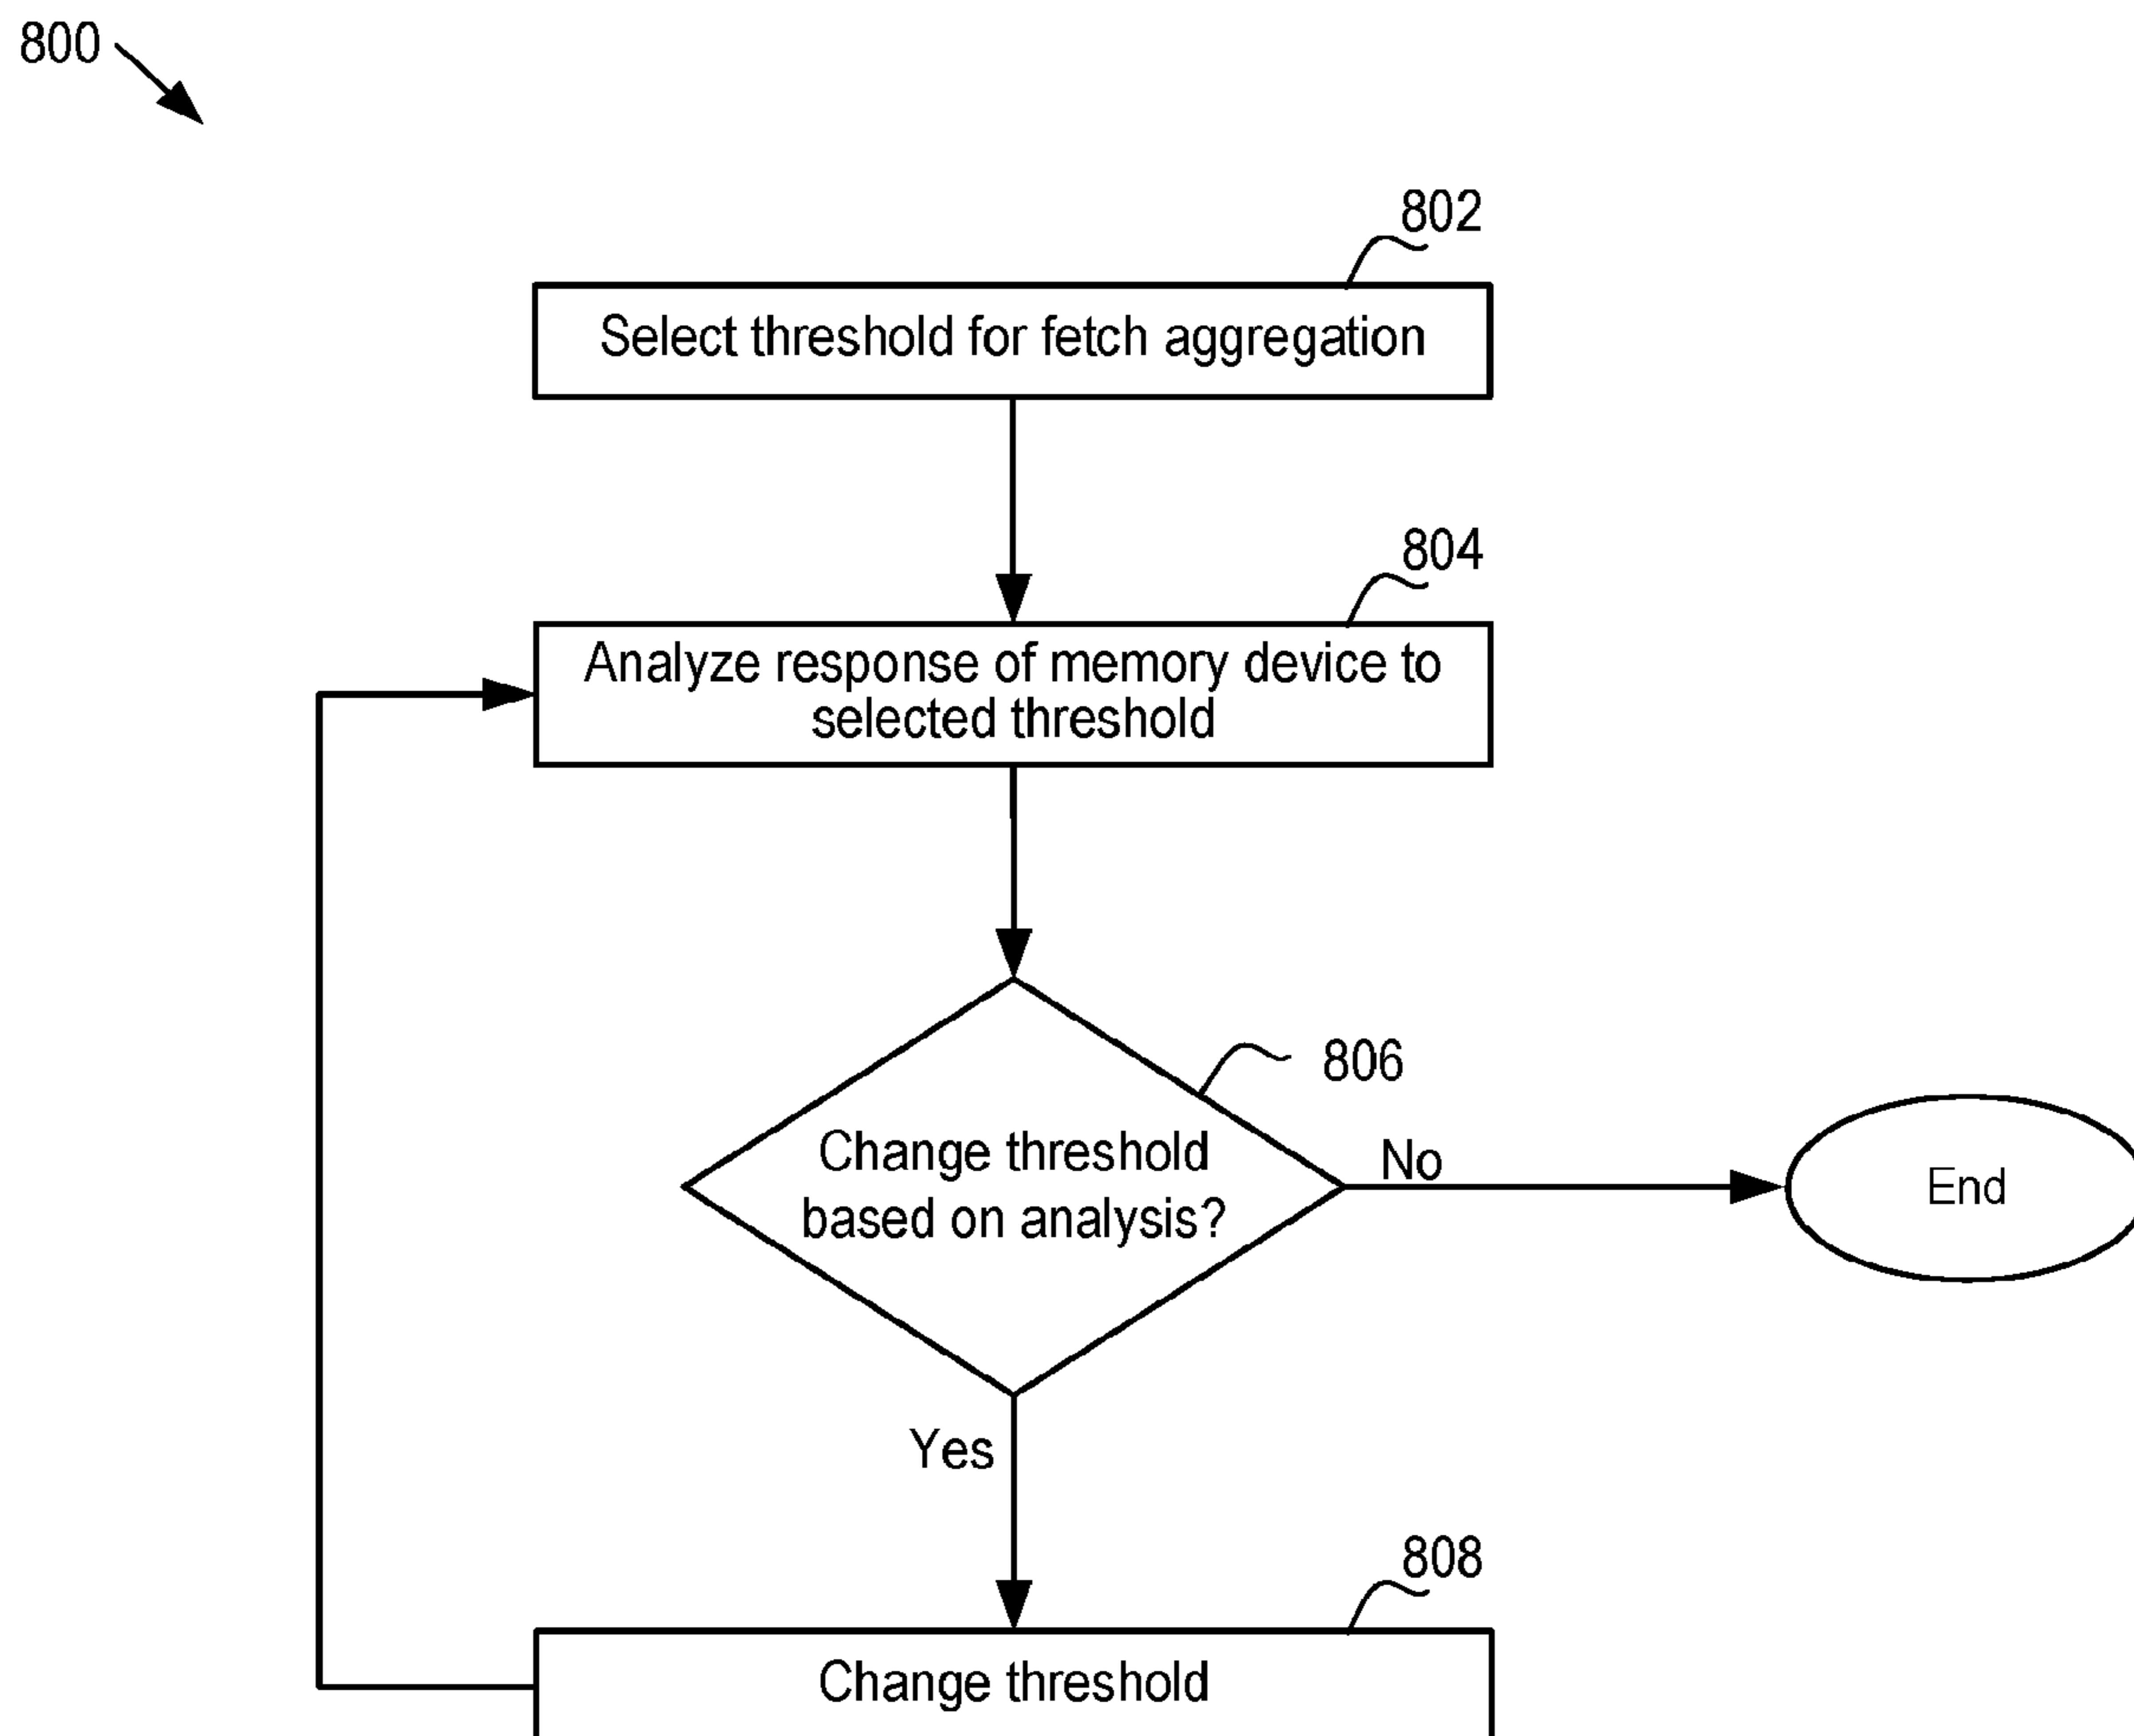 800
802
Select threshold for fetch aggregation
804
Analyze response of memory device to
selected threshold
806
Change threshold
based on analysis?
No
End
Yes
808
Change threshold